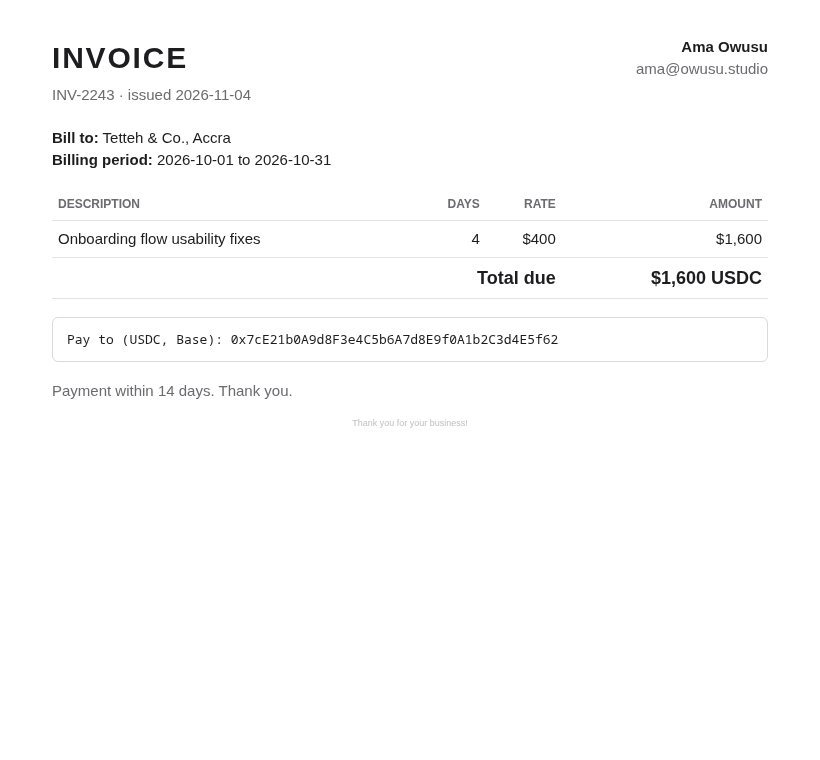 INVOICE
Ama Owusu
ama@owusu.studio
INV-2243 · issued 2026-11-04
Bill to: Tetteh & Co., Accra
Billing period: 2026-10-01 to 2026-10-31
DESCRIPTION DAYS RATE AMOUNT
Onboarding flow usability fixes 4 $400 $1,600
Total due $1,600 USDC
Pay to (USDC, Base): 0x7cE21b0A9d8F3e4C5b6A7d8E9f0A1b2C3d4E5f62
Payment within 14 days. Thank you.
Thank you for your business!